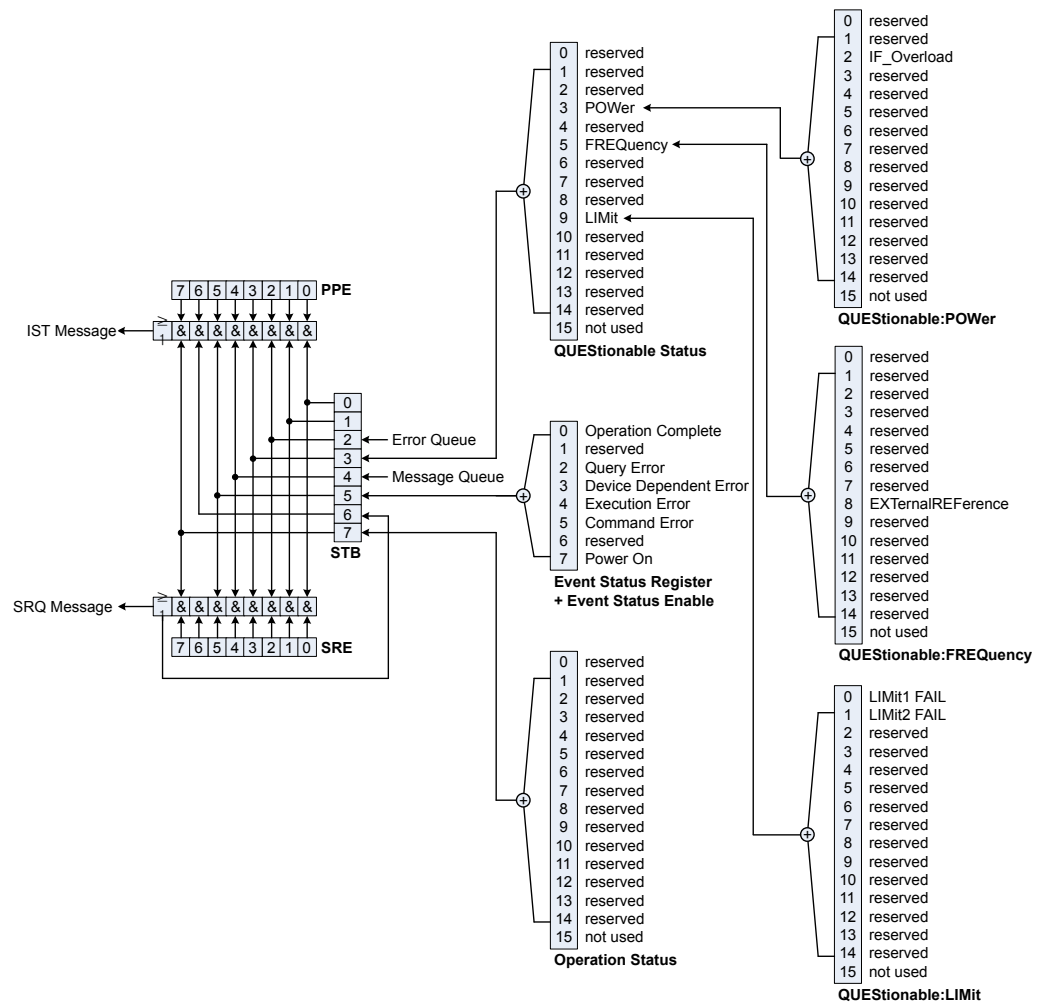 7 6 5 4 3 2 1 0 PPE
IST Message
≥ 1 & & & & & & & &
0
1
2 Error Queue
3
4 Message Queue
5
6
7
STB
SRQ Message
≥ 1 & & & & & & & &
7 6 5 4 3 2 1 0 SRE
0 reserved
1 reserved
2 reserved
3 POWer
4 reserved
5 FREQuency
6 reserved
7 reserved
8 reserved
9 LIMit
10 reserved
11 reserved
12 reserved
13 reserved
14 reserved
15 not used
QUEStionable Status
0 Operation Complete
1 reserved
2 Query Error
3 Device Dependent Error
4 Execution Error
5 Command Error
6 reserved
7 Power On
Event Status Register
+ Event Status Enable
0 reserved
1 reserved
2 reserved
3 reserved
4 reserved
5 reserved
6 reserved
7 reserved
8 reserved
9 reserved
10 reserved
11 reserved
12 reserved
13 reserved
14 reserved
15 not used
Operation Status
0 reserved
1 reserved
2 IF_Overload
3 reserved
4 reserved
5 reserved
6 reserved
7 reserved
8 reserved
9 reserved
10 reserved
11 reserved
12 reserved
13 reserved
14 reserved
15 not used
QUEStionable:POWer
0 reserved
1 reserved
2 reserved
3 reserved
4 reserved
5 reserved
6 reserved
7 reserved
8 EXTernalREFerence
9 reserved
10 reserved
11 reserved
12 reserved
13 reserved
14 reserved
15 not used
QUEStionable:FREQuency
0 LIMit1 FAIL
1 LIMit2 FAIL
2 reserved
3 reserved
4 reserved
5 reserved
6 reserved
7 reserved
8 reserved
9 reserved
10 reserved
11 reserved
12 reserved
13 reserved
14 reserved
15 not used
QUEStionable:LIMit